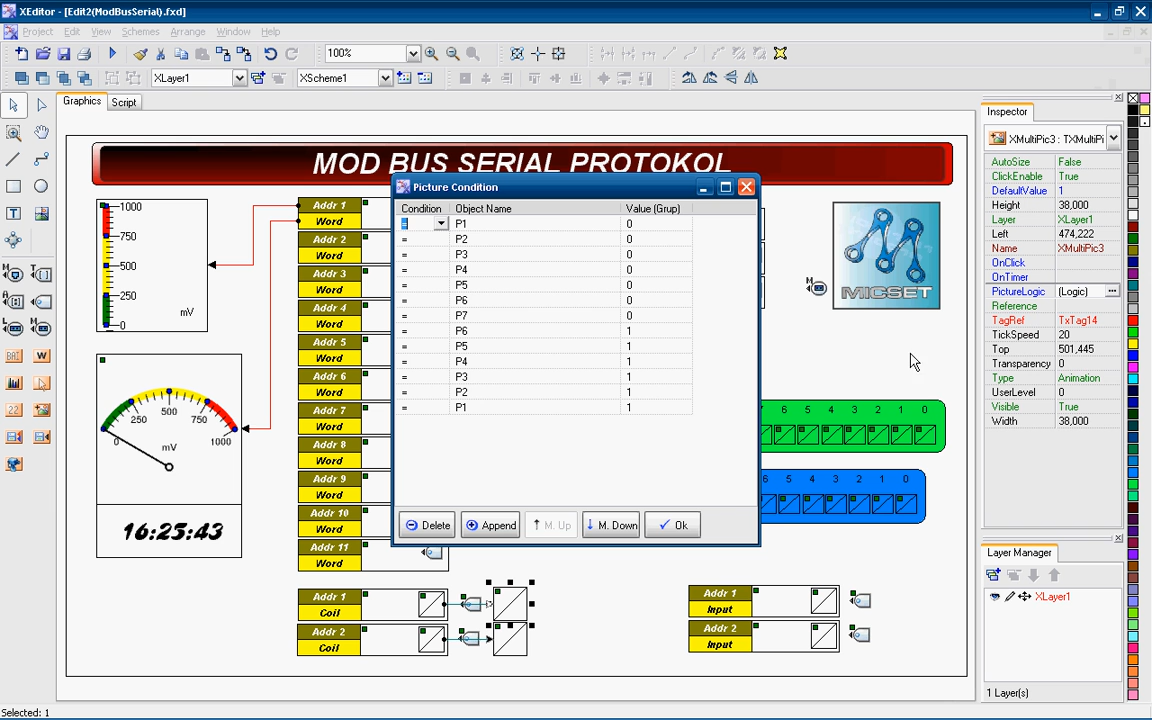 XEditor - [Edit2(ModBusSerial).fxd]
Project Edit View Schemes Arrange Window Help
100%
XLayer1 XScheme1
Graphics Script
MOD BUS SERIAL PROTOKOL
1000
750
500
250
0
mV
0
250
500
750
1000
mV
16:25:43
Addr 1
Word
Addr 2
Word
Addr 3
Word
Addr 4
Word
Addr 5
Word
Addr 6
Word
Addr 7
Word
Addr 8
Word
Addr 9
Word
Addr 10
Word
Addr 11
Word
Addr 1
Coil
Addr 2
Coil
Picture Condition
Condition Object Name Value (Grup)
= P1 0
= P2 0
= P3 0
= P4 0
= P5 0
= P6 0
= P7 0
= P6 1
= P5 1
= P4 1
= P3 1
= P2 1
= P1 1
Delete Append M. Up M. Down Ok
MICSET
6 5 4 3 2 1 0
6 5 4 3 2 1 0
Addr 1
Input
Addr 2
Input
Inspector
XMultiPic3 : TXMultiPi
AutoSize False
ClickEnable True
DefaultValue 1
Height 38,000
Layer XLayer1
Left 474,222
Name XMultiPic3
OnClick
OnTimer
PictureLogic (Logic) ...
Reference
TagRef TxTag14
TickSpeed 20
Top 501,445
Transparency 0
Type Animation
UserLevel 0
Visible True
Width 38,000
Layer Manager
XLayer1
1 Layer(s)
Selected: 1